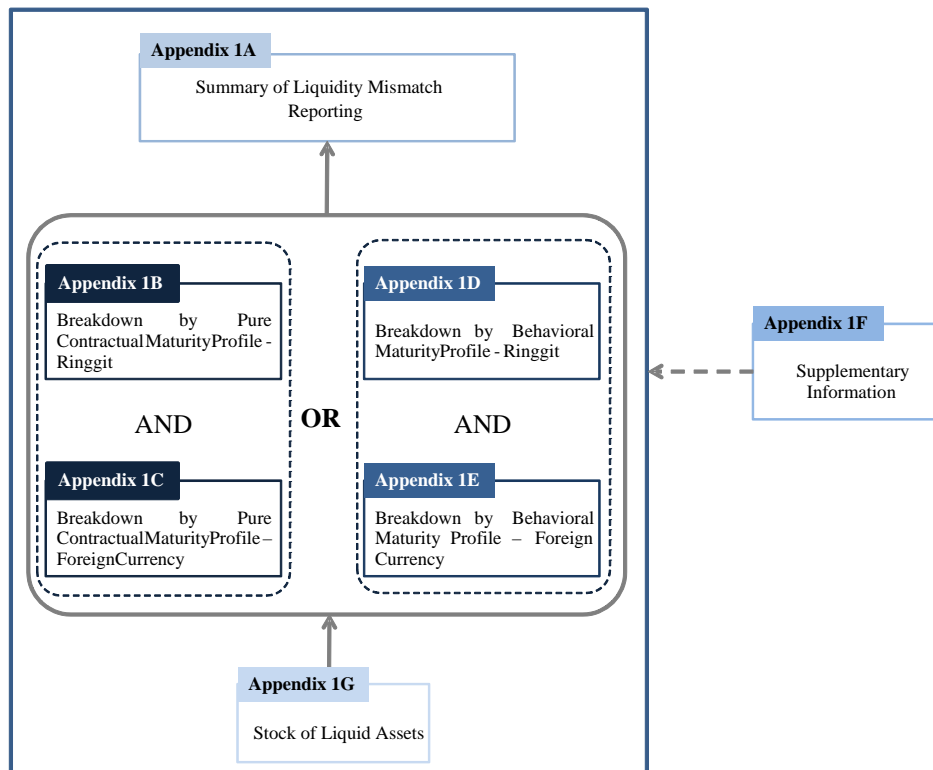 Appendix 1A
Summary of Liquidity Mismatch
Reporting
Appendix 1B
Breakdown by Pure
ContractualMaturityProfile -
Ringgit
AND
Appendix 1C
Breakdown by Pure
ContractualMaturityProfile –
ForeignCurrency
OR
Appendix 1D
Breakdown by Behavioral
MaturityProfile - Ringgit
AND
Appendix 1E
Breakdown by Behavioral
Maturity Profile – Foreign
Currency
Appendix 1F
Supplementary
Information
Appendix 1G
Stock of Liquid Assets